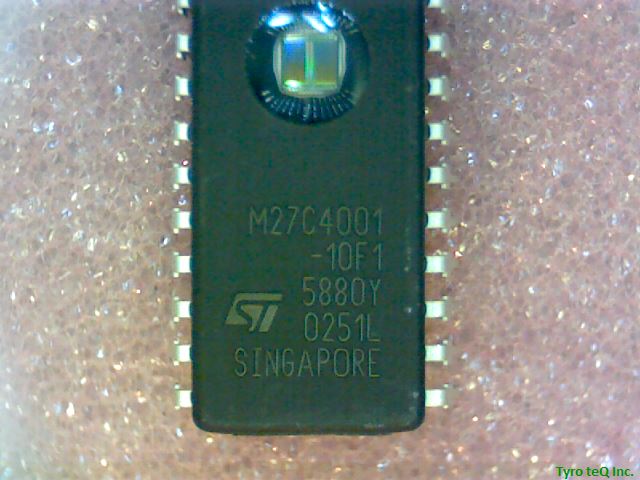 M27C4001
-10F1
5880Y
ST 0251L
SINGAPORE
Tyro teQ Inc.